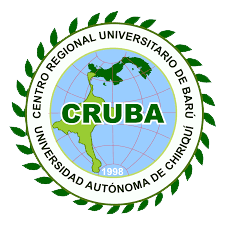 CENTRO REGIONAL UNIVERSITARIO DE BARÚ
CRUBA
1998
UNIVERSIDAD AUTÓNOMA DE CHIRIQUÍ